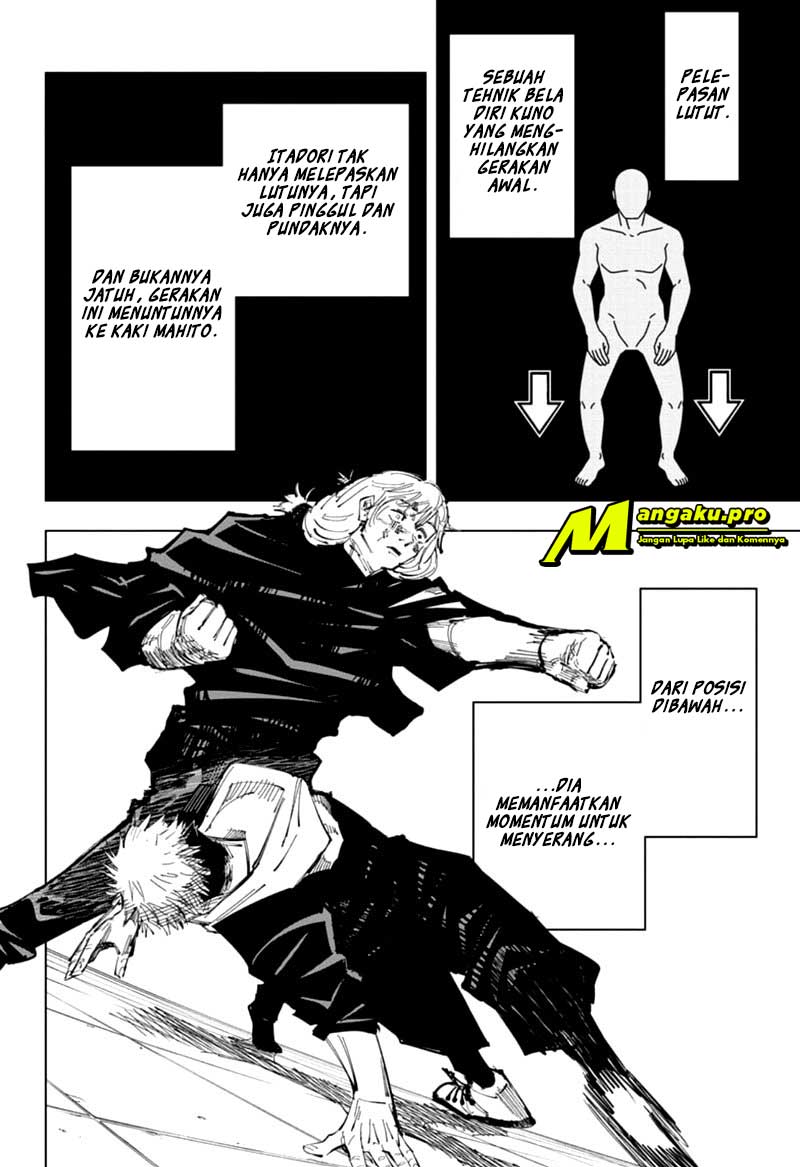 PELE-
PASAN
LUTUT.
SEBUAH
TEHNIK BELA
DIRI KUNO
YANG MENG-
HILANGKAN
GERAKAN
AWAL.
ITADORI TAK
HANYA MELEPASKAN
LUTUNYA, TAPI
JUGA PINGGUL DAN
PUNDAKNYA.
DAN BUKANNYA
JATUH, GERAKAN
INI MENUNTUNNYA
KE KAKI MAHITO.
Mangaku.pro
Jangan Lupa Like dan Komennya
DARI POSISI
DIBAWAH...
...DIA
MEMANFAATKAN
MOMENTUM UNTUK
MENYERANG...